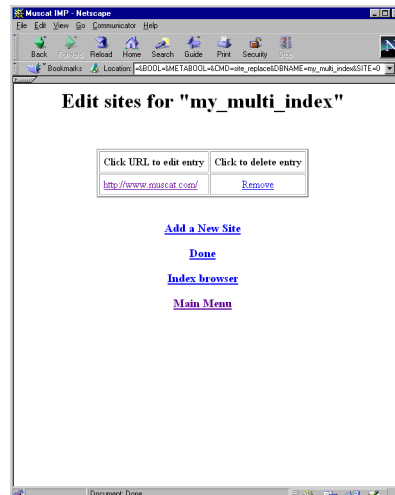 Muscat IMP - Netscape
File Edit View Go Communicator Help
Back Forward Reload Home Search Guide Print Security Stop
Bookmarks Location: =&BOOL=&METABOOL=&CMD=site_replace&DBNAME=my_multi_index&SITE=0
Edit sites for "my_multi_index"
Click URL to edit entry Click to delete entry
http://www.muscat.com/ Remove
Add a New Site
Done
Index browser
Main Menu
Document: Done